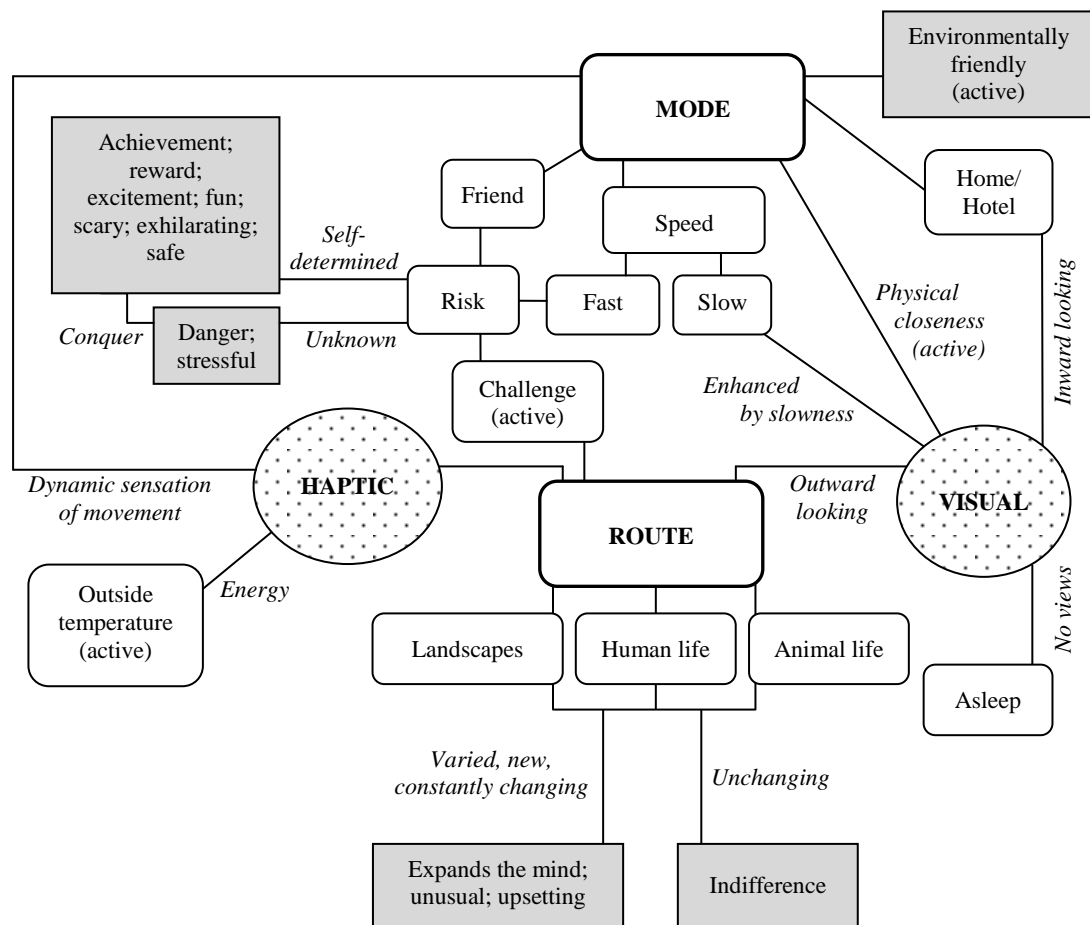 Environmentally
friendly
(active)
MODE
Achievement;
reward;
excitement; fun;
scary; exhilarating;
safe
Friend
Home/
Hotel
Speed
Self-
determined
Risk
Fast
Slow
Physical
closeness
(active)
Inward looking
Conquer
Danger;
stressful
Unknown
Challenge
(active)
Enhanced
by slowness
Dynamic sensation
of movement
HAPTIC
Outward
looking
VISUAL
ROUTE
Energy
Outside
temperature
(active)
No views
Landscapes
Human life
Animal life
Asleep
Varied, new,
constantly changing
Unchanging
Expands the mind;
unusual; upsetting
Indifference